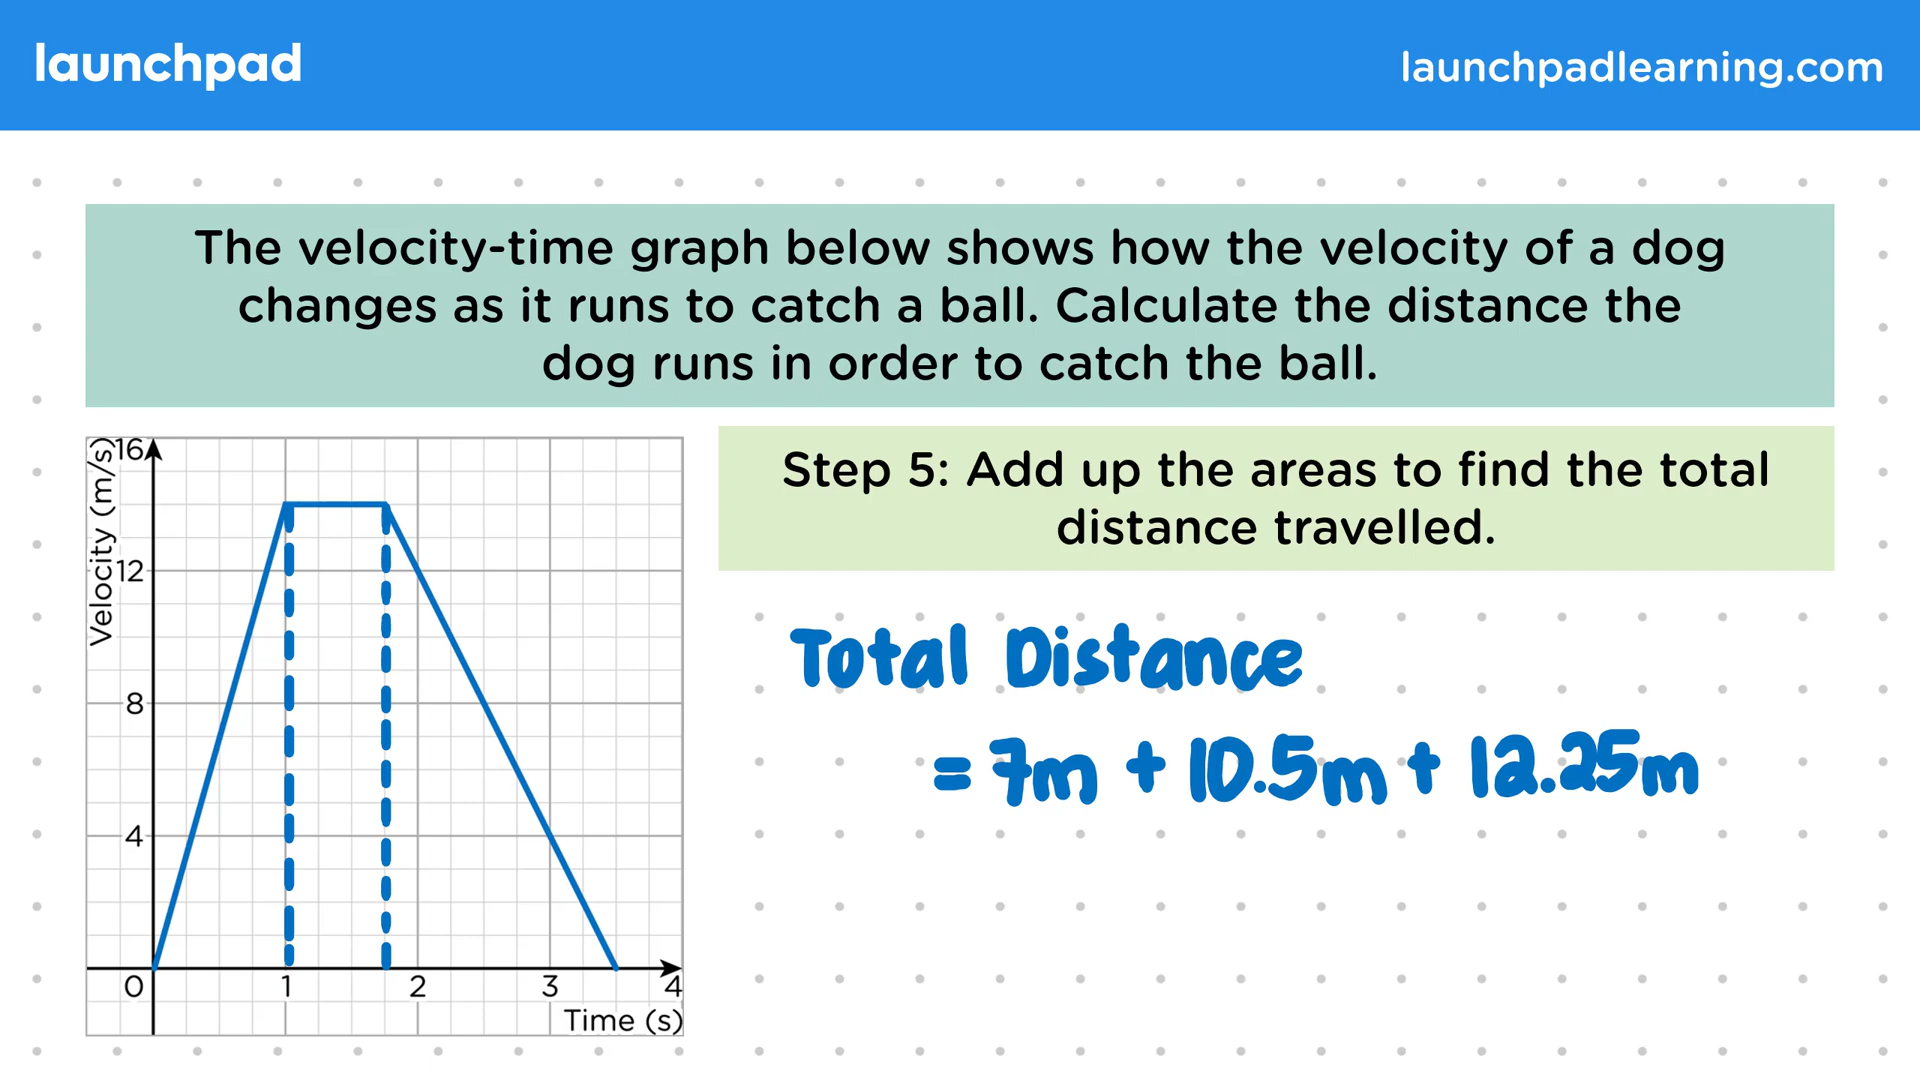 launchpad
launchpadlearning.com
The velocity-time graph below shows how the velocity of a dog
changes as it runs to catch a ball. Calculate the distance the
dog runs in order to catch the ball.
Step 5: Add up the areas to find the total
distance travelled.
Velocity (m/s)
16
12
8
4
0
1
2
3
4
Time (s)
Total Distance
= 7m + 10.5m + 12.25m